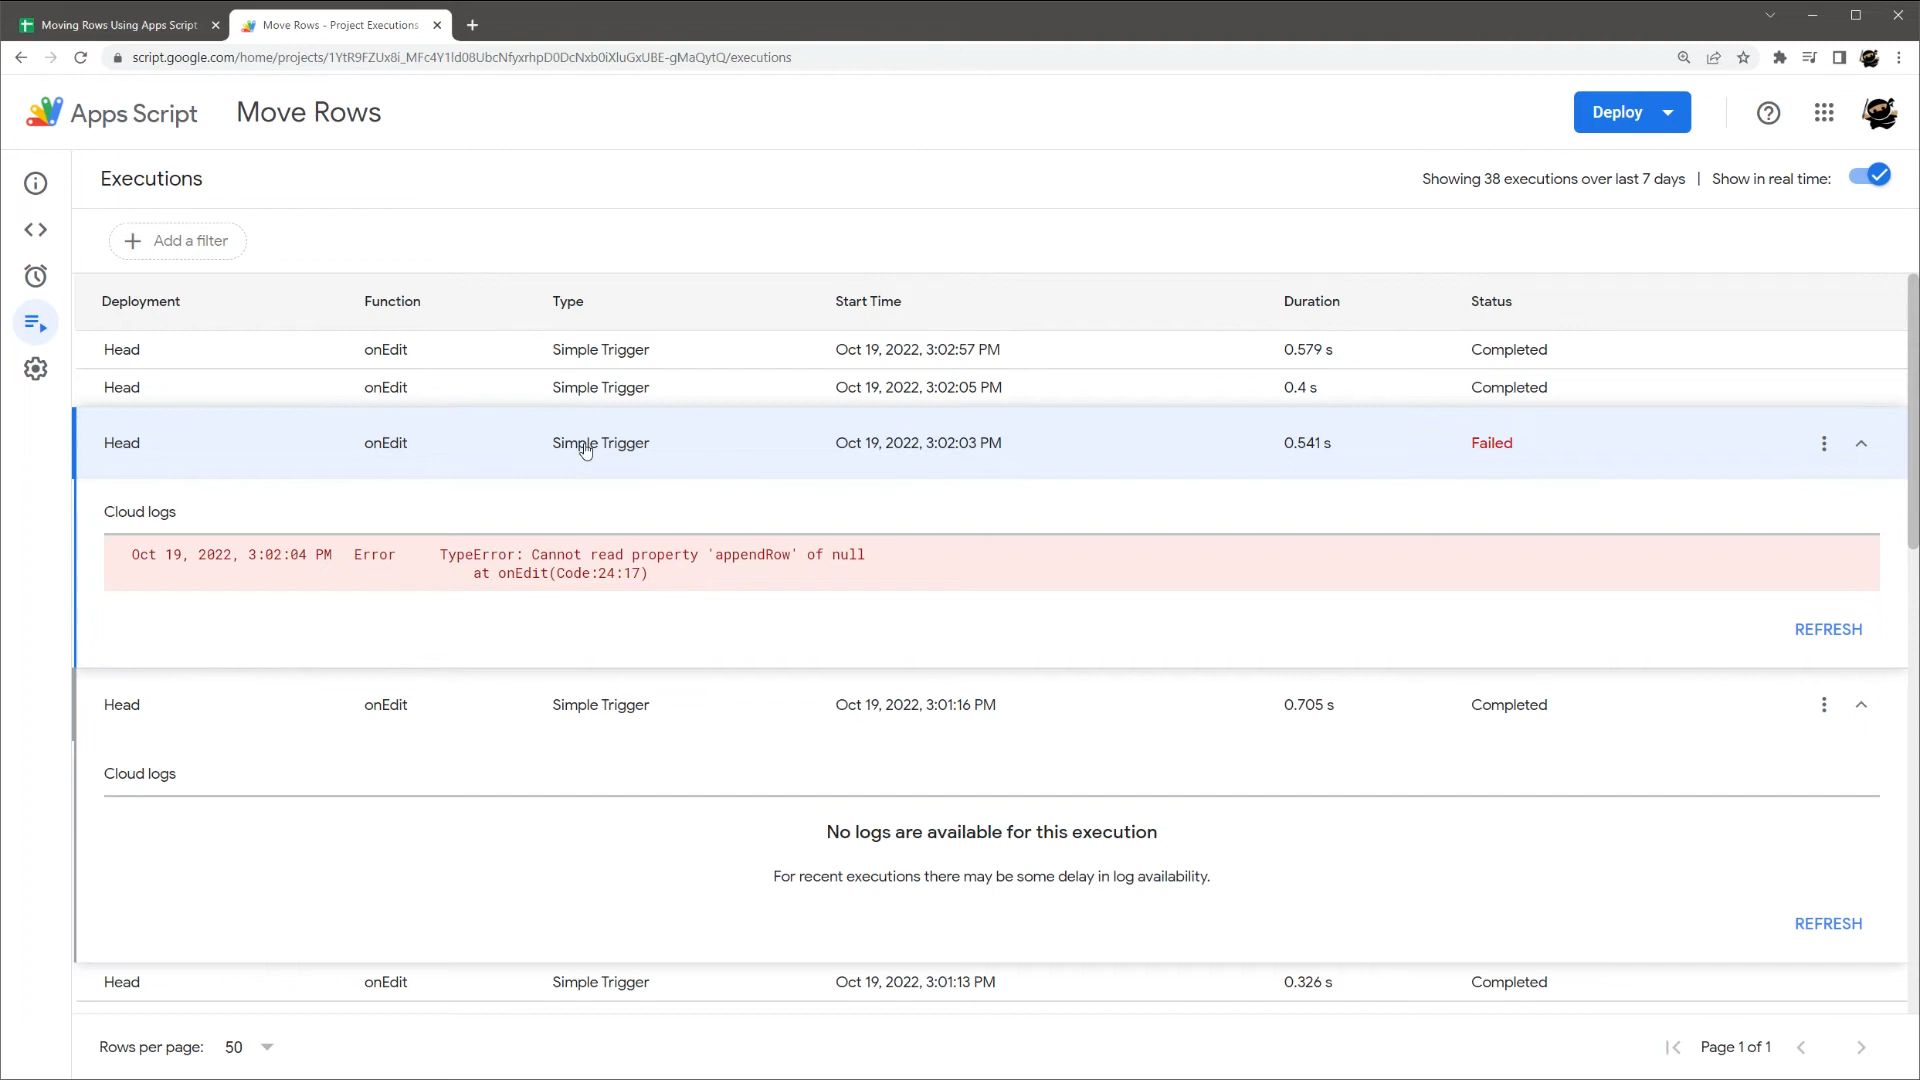 Moving Rows Using Apps Script
Move Rows - Project Executions
script.google.com/home/projects/1YtR9FZUx8i_MFc4Y1ld08UbcNfyxrhpD0DcNxb0iXluGxUBE-gMaQytQ/executions
Apps Script
Move Rows
Deploy
Executions
Showing 38 executions over last 7 days | Show in real time:
Add a filter
Deployment Function Type Start Time Duration Status
Head onEdit Simple Trigger Oct 19, 2022, 3:02:57 PM 0.579 s Completed
Head onEdit Simple Trigger Oct 19, 2022, 3:02:05 PM 0.4 s Completed
Head onEdit Simple Trigger Oct 19, 2022, 3:02:03 PM 0.541 s Failed
Cloud logs
Oct 19, 2022, 3:02:04 PM Error TypeError: Cannot read property 'appendRow' of null
at onEdit(Code:24:17)
REFRESH
Head onEdit Simple Trigger Oct 19, 2022, 3:01:16 PM 0.705 s Completed
Cloud logs
No logs are available for this execution
For recent executions there may be some delay in log availability.
REFRESH
Head onEdit Simple Trigger Oct 19, 2022, 3:01:13 PM 0.326 s Completed
Rows per page: 50
Page 1 of 1